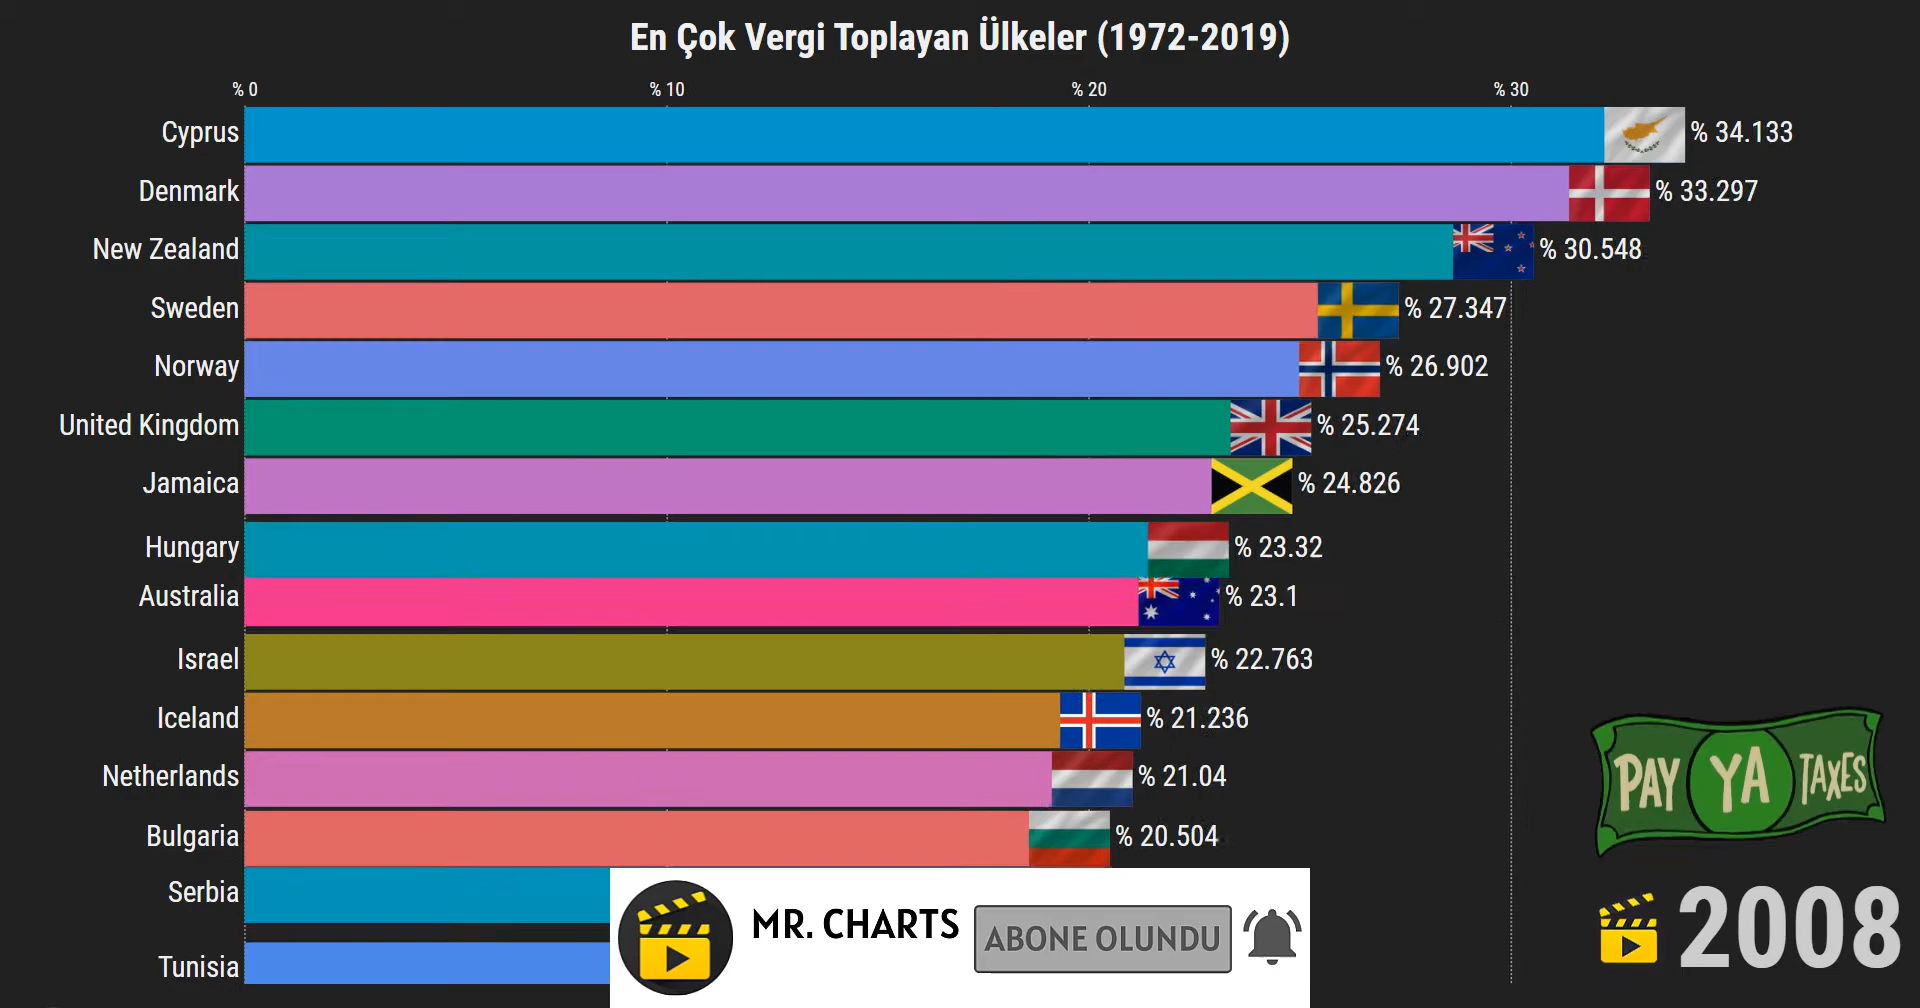 En Çok Vergi Toplayan Ülkeler (1972-2019)
% 0 % 10 % 20 % 30
Cyprus % 34.133
Denmark % 33.297
New Zealand % 30.548
Sweden % 27.347
Norway % 26.902
United Kingdom % 25.274
Jamaica % 24.826
Hungary % 23.32
Australia % 23.1
Israel % 22.763
Iceland % 21.236
Netherlands % 21.04
Bulgaria % 20.504
Serbia
Tunisia
PAY YA TAXES
MR. CHARTS ABONE OLUNDU
2008